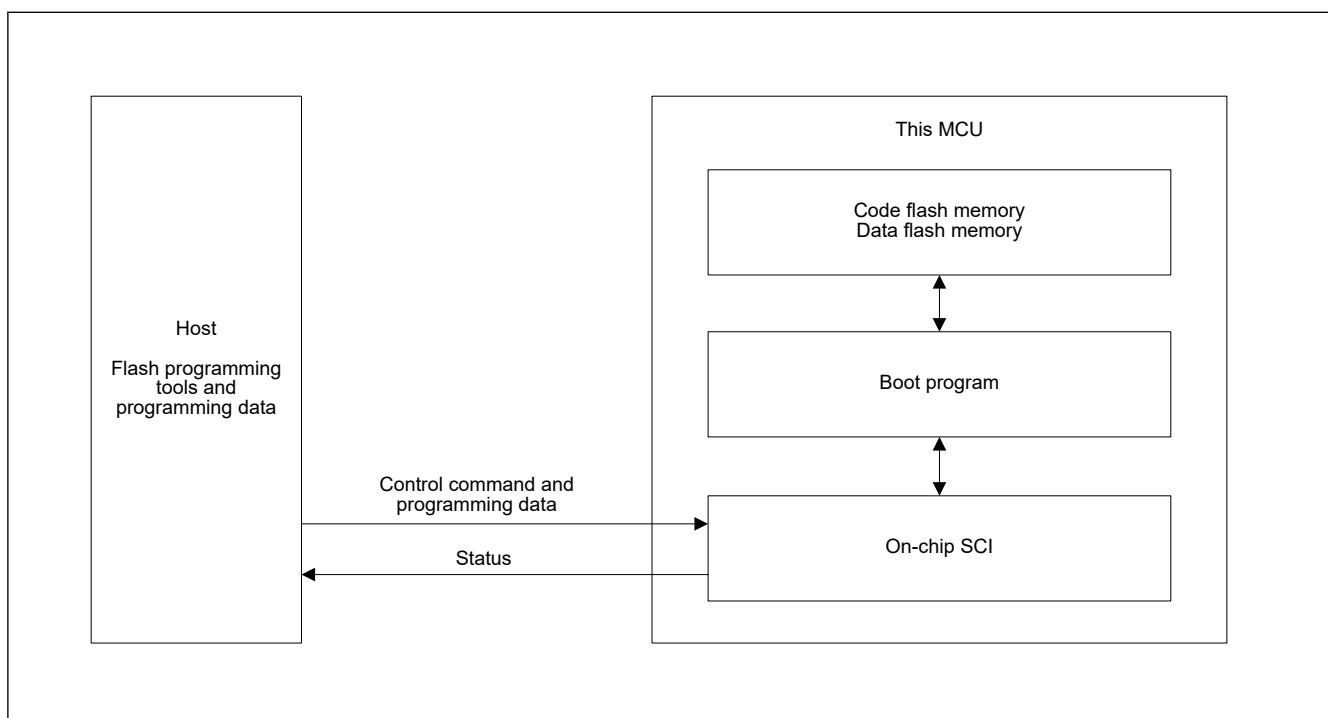 Host
Flash programming
tools and
programming data
Control command and
programming data
Status
This MCU
Code flash memory
Data flash memory
Boot program
On-chip SCI